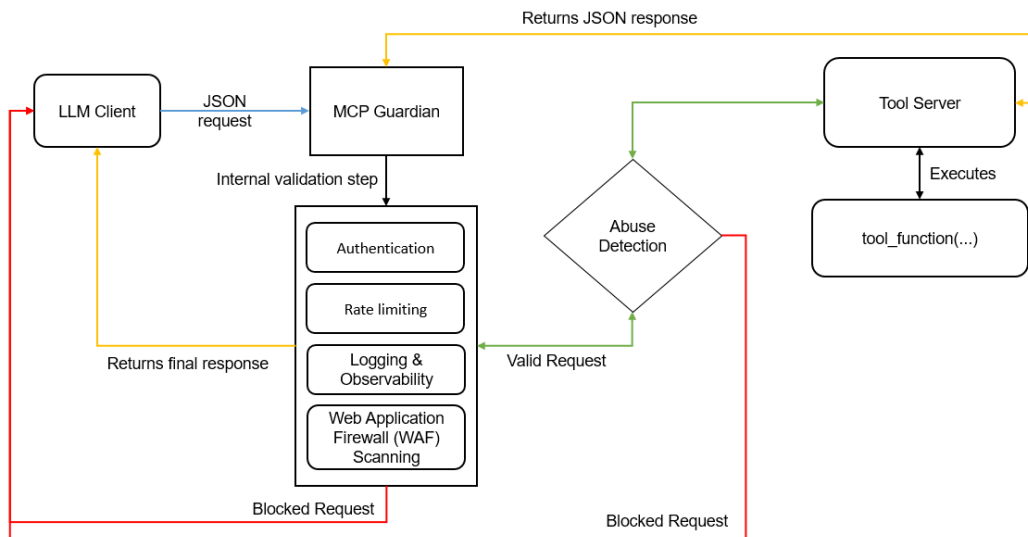 Returns JSON response
LLM Client
JSON
request
MCP Guardian
Tool Server
Internal validation step
Executes
Authentication
Abuse
Detection
tool_function(...)
Rate limiting
Returns final response
Logging &
Observability
Valid Request
Web Application
Firewall (WAF)
Scanning
Blocked Request
Blocked Request